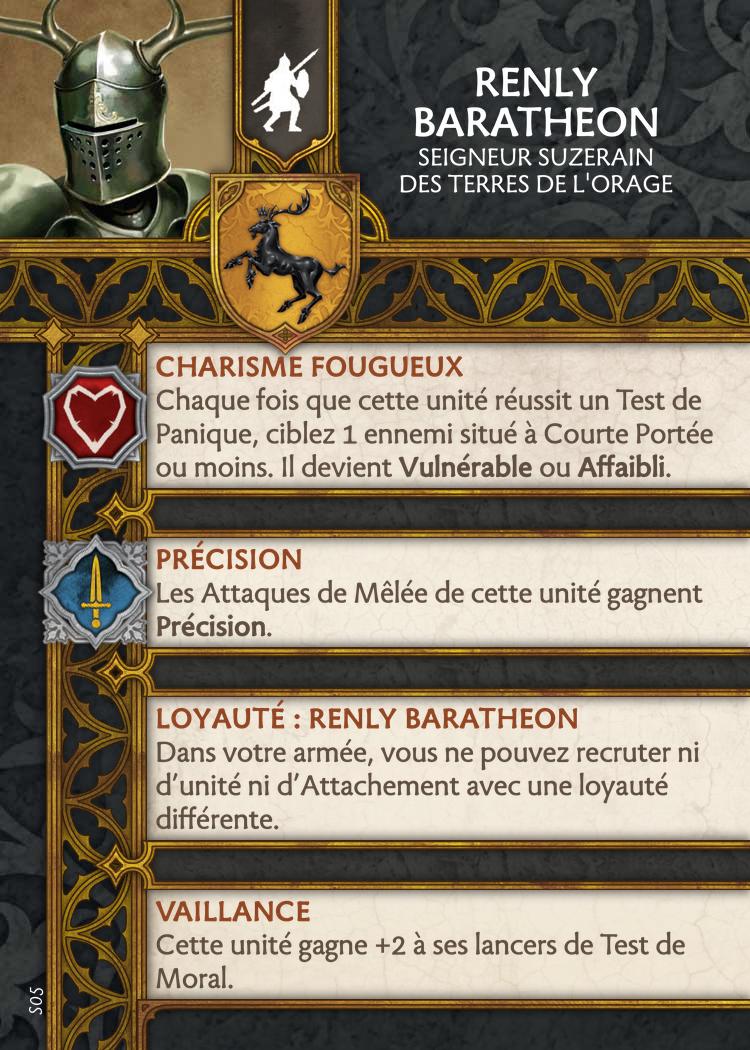 RENLY
BARATHEON
SEIGNEUR SUZERAIN
DES TERRES DE L'ORAGE
CHARISME FOUGUEUX
Chaque fois que cette unité réussit un Test de
Panique, ciblez 1 ennemi situé à Courte Portée
ou moins. Il devient Vulnérable ou Affaibli.
PRÉCISION
Les Attaques de Mêlée de cette unité gagnent
Précision.
LOYAUTÉ : RENLY BARATHEON
Dans votre armée, vous ne pouvez recruter ni
d’unité ni d’Attachement avec une loyauté
différente.
VAILLANCE
Cette unité gagne +2 à ses lancers de Test de
Moral.
S05